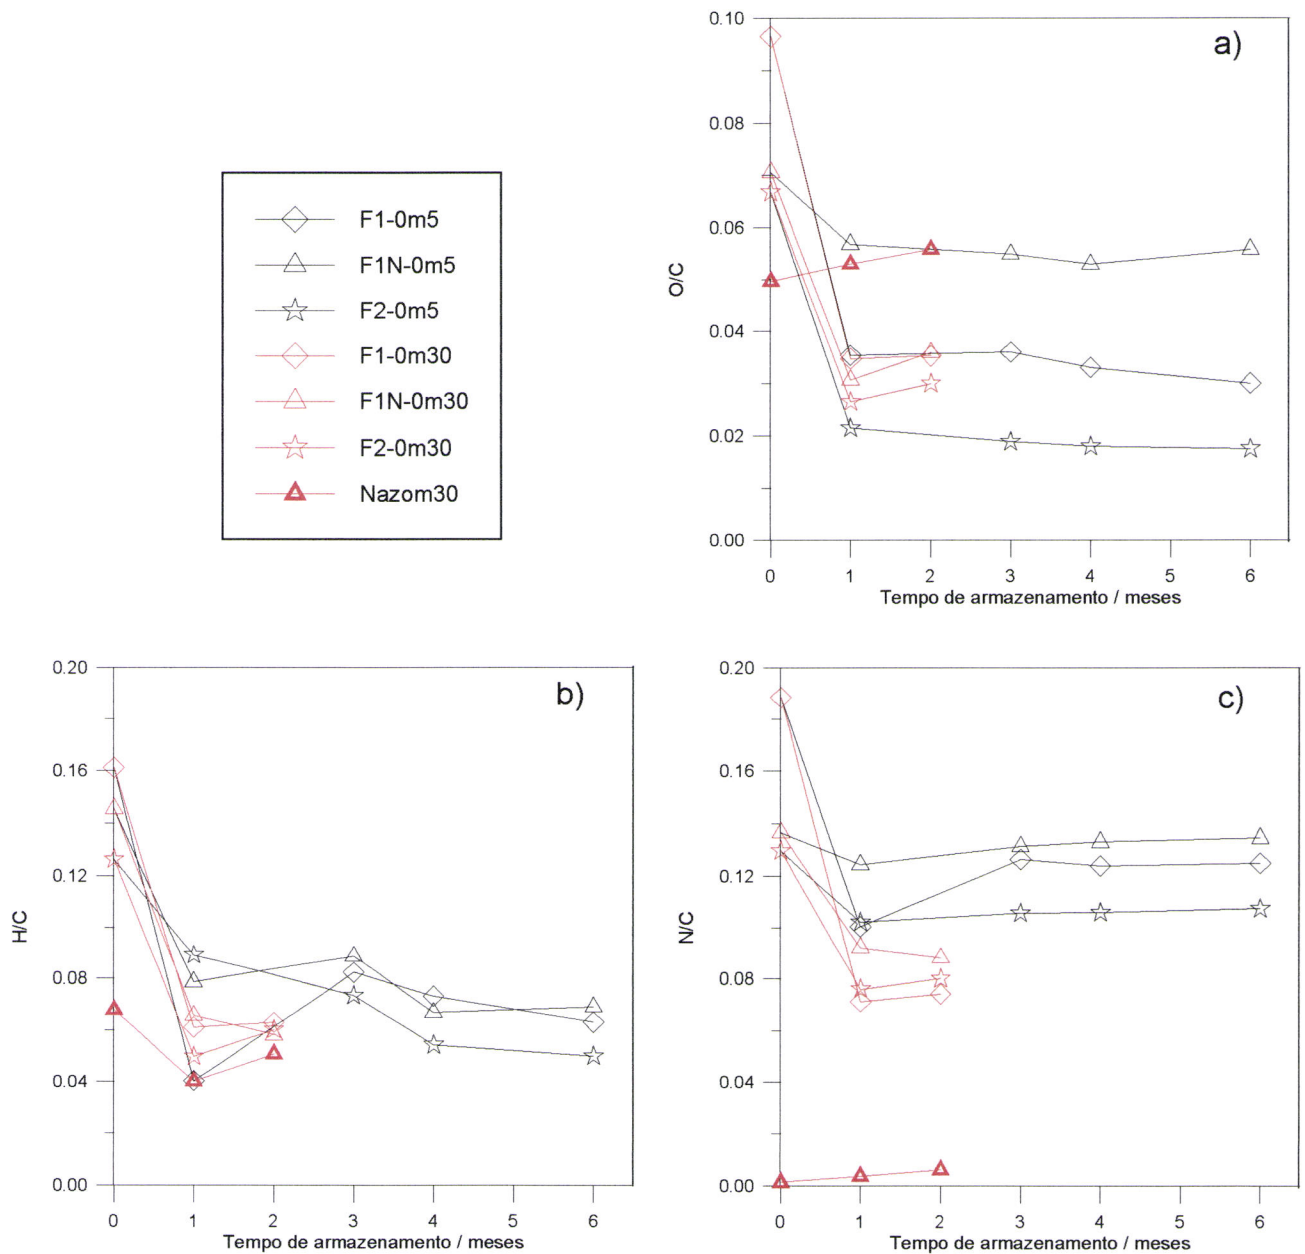 F1-0m5
F1N-0m5
F2-0m5
F1-0m30
F1N-0m30
F2-0m30
Nazom30
a)
0.10
0.08
0.06
0.04
0.02
0.00
O/C
0 1 2 3 4 5 6
Tempo de armazenamento / meses
b)
0.20
0.16
0.12
0.08
0.04
0.00
H/C
0 1 2 3 4 5 6
Tempo de armazenamento / meses
c)
0.20
0.16
0.12
0.08
0.04
0.00
N/C
0 1 2 3 4 5 6
Tempo de armazenamento / meses